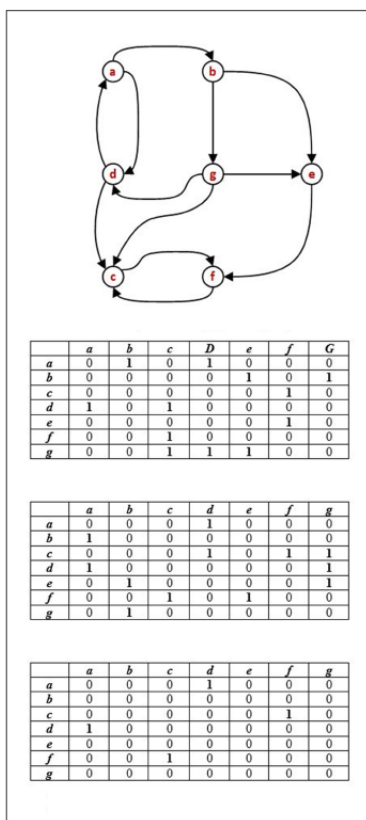 a b
d g e
c f
a b c D e f G
a 0 1 0 1 0 0 0
b 0 0 0 0 1 0 1
c 0 0 0 0 0 1 0
d 1 0 1 0 0 0 0
e 0 0 0 0 0 1 0
f 0 0 1 0 0 0 0
g 0 0 1 1 1 0 0
a b c d e f g
a 0 0 0 1 0 0 0
b 1 0 0 0 0 0 0
c 0 0 0 1 0 1 1
d 1 0 0 0 0 0 1
e 0 1 0 0 0 0 1
f 0 0 1 0 1 0 0
g 0 1 0 0 0 0 0
a b c d e f g
a 0 0 0 1 0 0 0
b 0 0 0 0 0 0 0
c 0 0 0 0 0 1 0
d 1 0 0 0 0 0 0
e 0 0 0 0 0 0 0
f 0 0 1 0 0 0 0
g 0 0 0 0 0 0 0